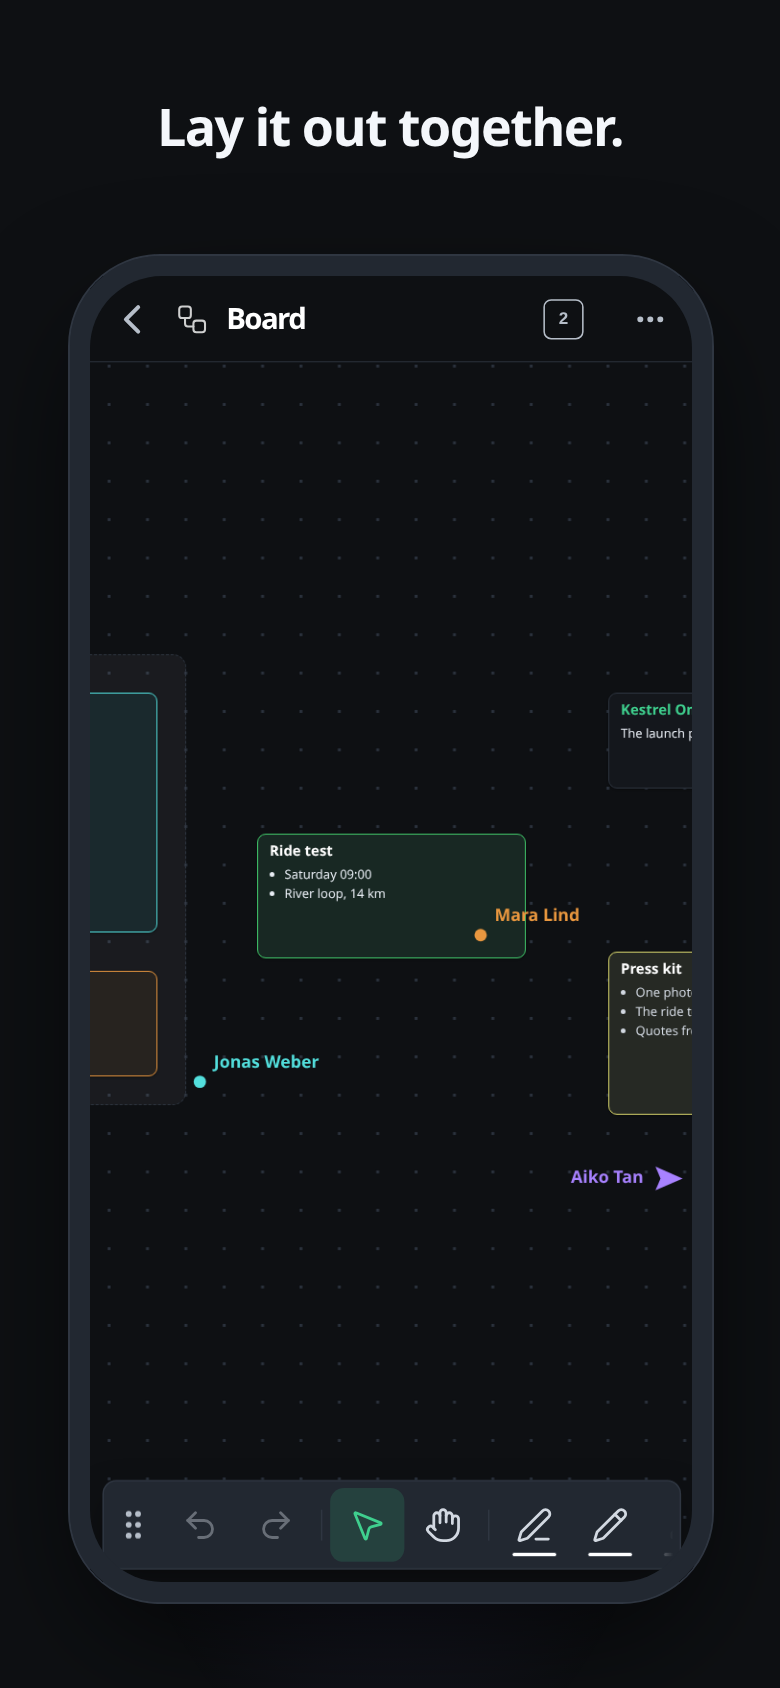 Lay it out together.
Board
2
Kestrel Or
The launch p
Ride test
Saturday 09:00
River loop, 14 km
Mara Lind
Press kit
One phot
The ride t
Quotes fr
Jonas Weber
Aiko Tan